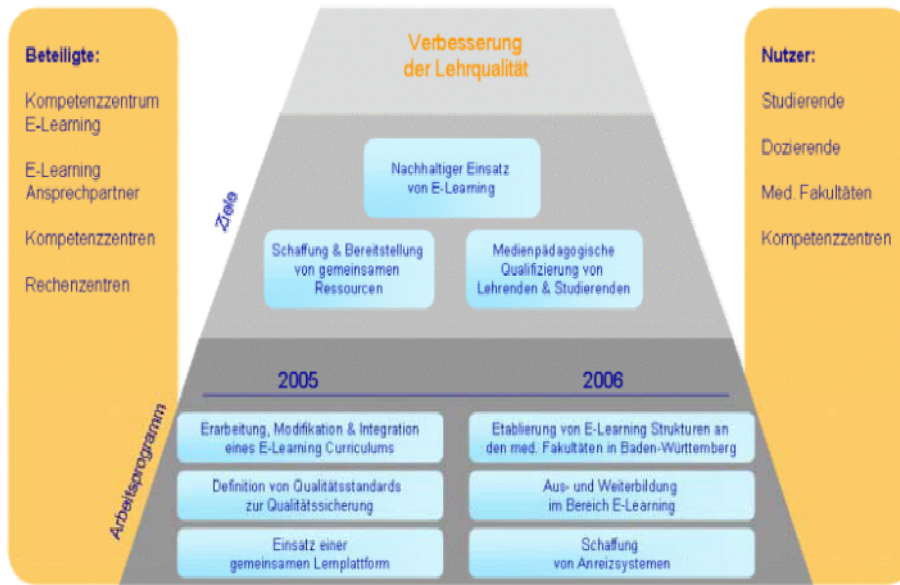 Beteiligte:
Kompetenzzentrum
E-Learning
E-Learning
Ansprechpartner
Kompetenzzentren
Rechenzentren
Verbesserung
der Lehrqualität
Ziele
Nachhaltiger Einsatz
von E-Learning
Schaffung & Bereitstellung
von gemeinsamen
Ressourcen
Medienpädagogische
Qualifizierung von
Lehrenden & Studierenden
Arbeitsprogramm
2005
Erarbeitung, Modifikation & Integration
eines E-Learning Curriculums
Definition von Qualitätsstandards
zur Qualitätssicherung
Einsatz einer
gemeinsamen Lernplattform
2006
Etablierung von E-Learning Strukturen an
den med. Fakultäten in Baden-Württemberg
Aus- und Weiterbildung
im Bereich E-Learning
Schaffung
von Anreizsystemen
Nutzer:
Studierende
Dozierende
Med. Fakultäten
Kompetenzzentren